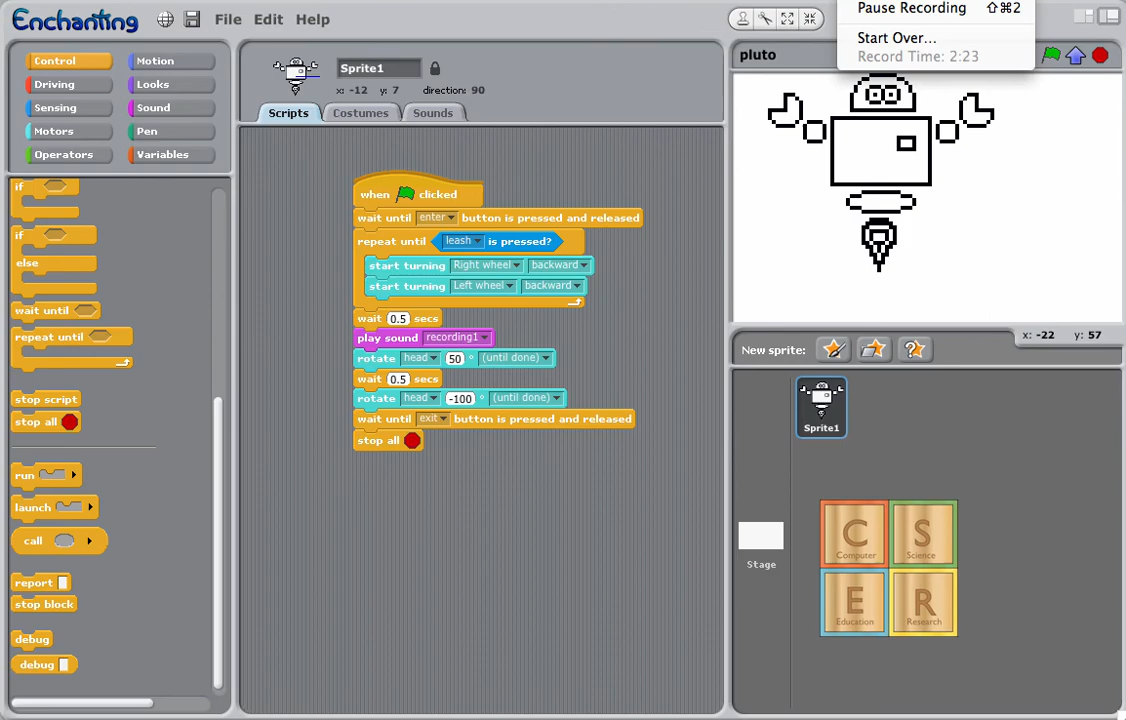 Enchanting
File Edit Help
Pause Recording ⇧⌘2
Start Over...
Record Time: 2:23
Control Motion
Driving Looks
Sensing Sound
Motors Pen
Operators Variables
Sprite1
x: -12 y: 7 direction: 90
Scripts Costumes Sounds
pluto
if
if
else
wait until
repeat until
stop script
stop all
run
launch
call
report
stop block
debug
debug
when clicked
wait until enter button is pressed and released
repeat until leash is pressed?
start turning Right wheel backward
start turning Left wheel backward
wait 0.5 secs
play sound recording1
rotate head 50 ° (until done)
wait 0.5 secs
rotate head -100 ° (until done)
wait until exit button is pressed and released
stop all
x: -22 y: 57
New sprite:
Sprite1
Stage
C S
Computer Science
E R
Education Research